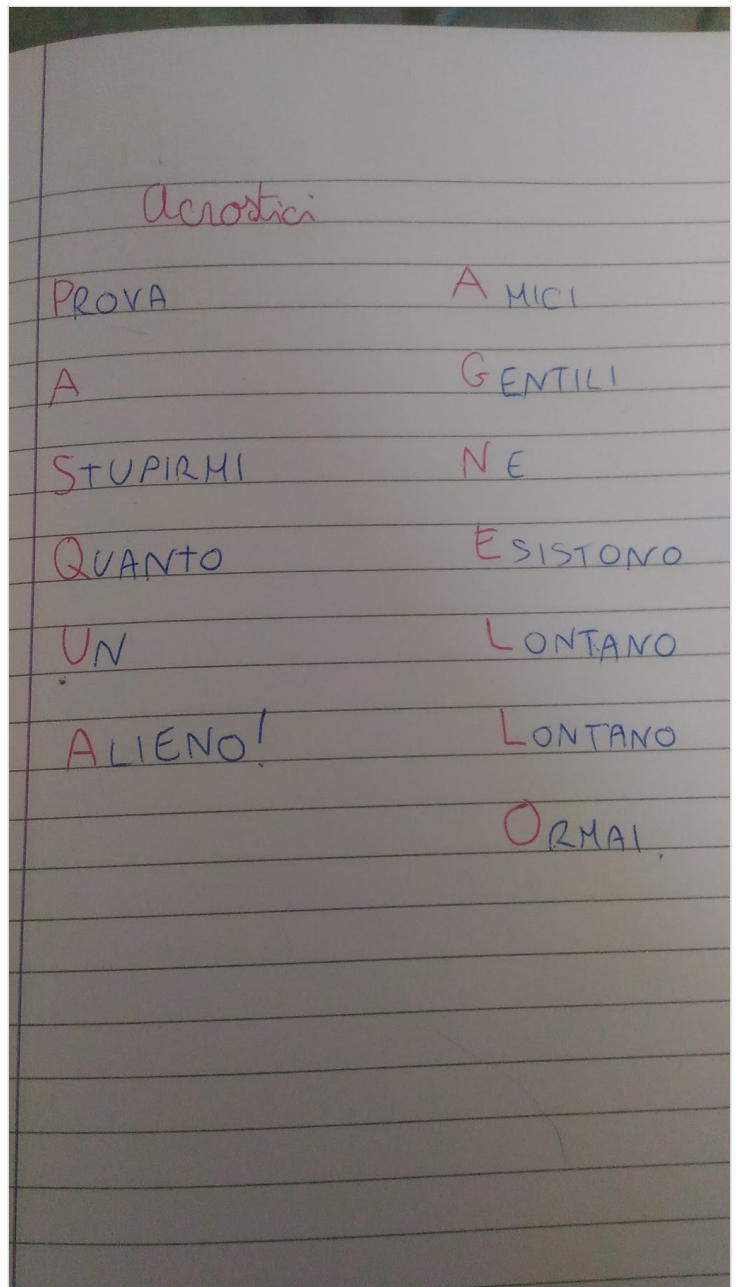 Acrostici
PROVA
A
STUPIRMI
QUANTO
UN
ALIENO!
AMICI
GENTILI
NE
ESISTONO
LONTANO
LONTANO
ORMAI.